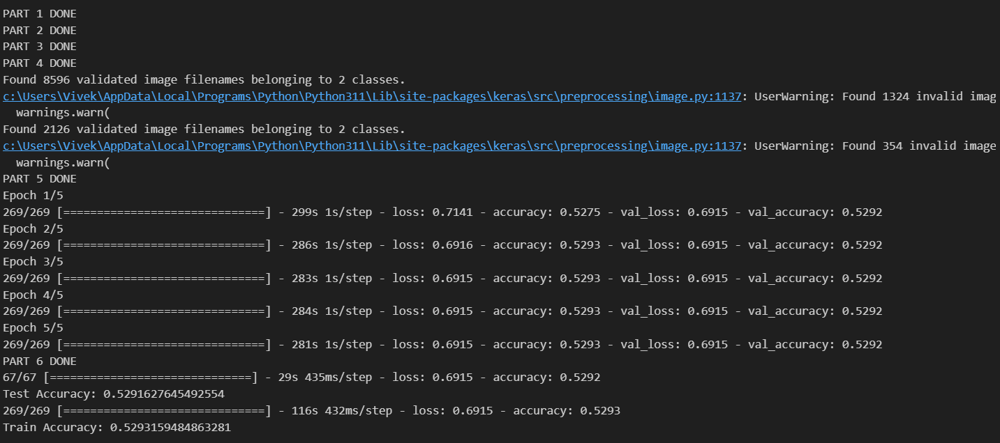 PART 1 DONE
PART 2 DONE
PART 3 DONE
PART 4 DONE
Found 8596 validated image filenames belonging to 2 classes.
c:\Users\Vivek\AppData\Local\Programs\Python\Python311\Lib\site-packages\keras\src\preprocessing\image.py:1137: UserWarning: Found 1324 invalid imag
  warnings.warn(
Found 2126 validated image filenames belonging to 2 classes.
c:\Users\Vivek\AppData\Local\Programs\Python\Python311\Lib\site-packages\keras\src\preprocessing\image.py:1137: UserWarning: Found 354 invalid image
  warnings.warn(
PART 5 DONE
Epoch 1/5
269/269 [==============================] - 299s 1s/step - loss: 0.7141 - accuracy: 0.5275 - val_loss: 0.6915 - val_accuracy: 0.5292
Epoch 2/5
269/269 [==============================] - 286s 1s/step - loss: 0.6916 - accuracy: 0.5293 - val_loss: 0.6915 - val_accuracy: 0.5292
Epoch 3/5
269/269 [==============================] - 283s 1s/step - loss: 0.6915 - accuracy: 0.5293 - val_loss: 0.6915 - val_accuracy: 0.5292
Epoch 4/5
269/269 [==============================] - 284s 1s/step - loss: 0.6915 - accuracy: 0.5293 - val_loss: 0.6915 - val_accuracy: 0.5292
Epoch 5/5
269/269 [==============================] - 281s 1s/step - loss: 0.6915 - accuracy: 0.5293 - val_loss: 0.6915 - val_accuracy: 0.5292
PART 6 DONE
67/67 [==============================] - 29s 435ms/step - loss: 0.6915 - accuracy: 0.5292
Test Accuracy: 0.5291627645492554
269/269 [==============================] - 116s 432ms/step - loss: 0.6915 - accuracy: 0.5293
Train Accuracy: 0.5293159484863281